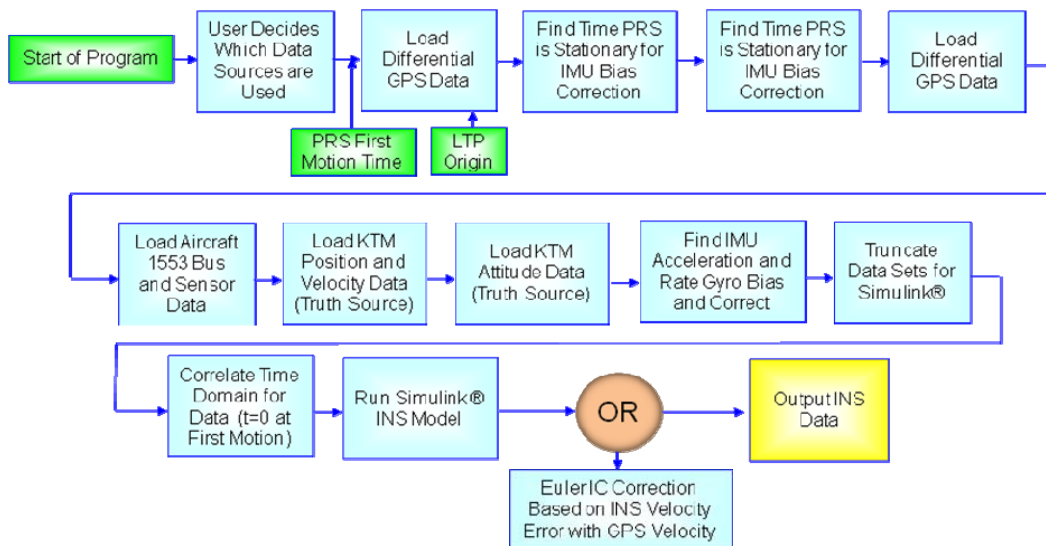 Start of Program
User Decides
Which Data
Sources are
Used
Load
Differential
GPS Data
Find Time PRS
is Stationary for
IMU Bias
Correction
Find Time PRS
is Stationary for
IMU Bias
Correction
Load
Differential
GPS Data
PRS First
Motion Time
LTP
Origin
Load Aircraft
1553 Bus
and Sensor
Data
Load KTM
Position and
Velocity Data
(Truth Source)
Load KTM
Attitude Data
(Truth Source)
Find IMU
Acceleration and
Rate Gyro Bias
and Correct
Truncate
Data Sets for
Simulink®
Correlate Time
Domain for
Data (t=0 at
First Motion)
Run Simulink®
INS Model
OR
Output INS
Data
Euler IC Correction
Based on INS Velocity
Error with GPS Velocity